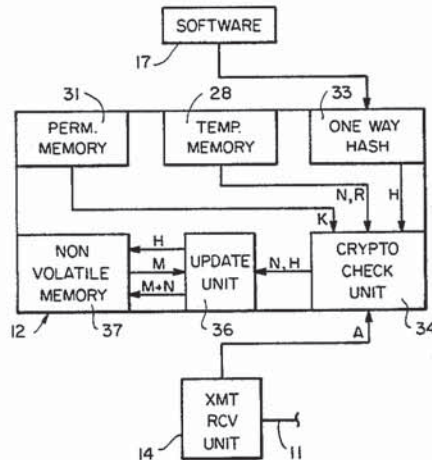 SOFTWARE
17
31
28
33
PERM.
MEMORY
TEMP.
MEMORY
ONE WAY
HASH
N,R
H
K
NON
VOLATILE
MEMORY
H
M
M+N
UPDATE
UNIT
N,H
CRYPTO
CHECK
UNIT
12
37
36
34
A
XMT
RCV
UNIT
14
11